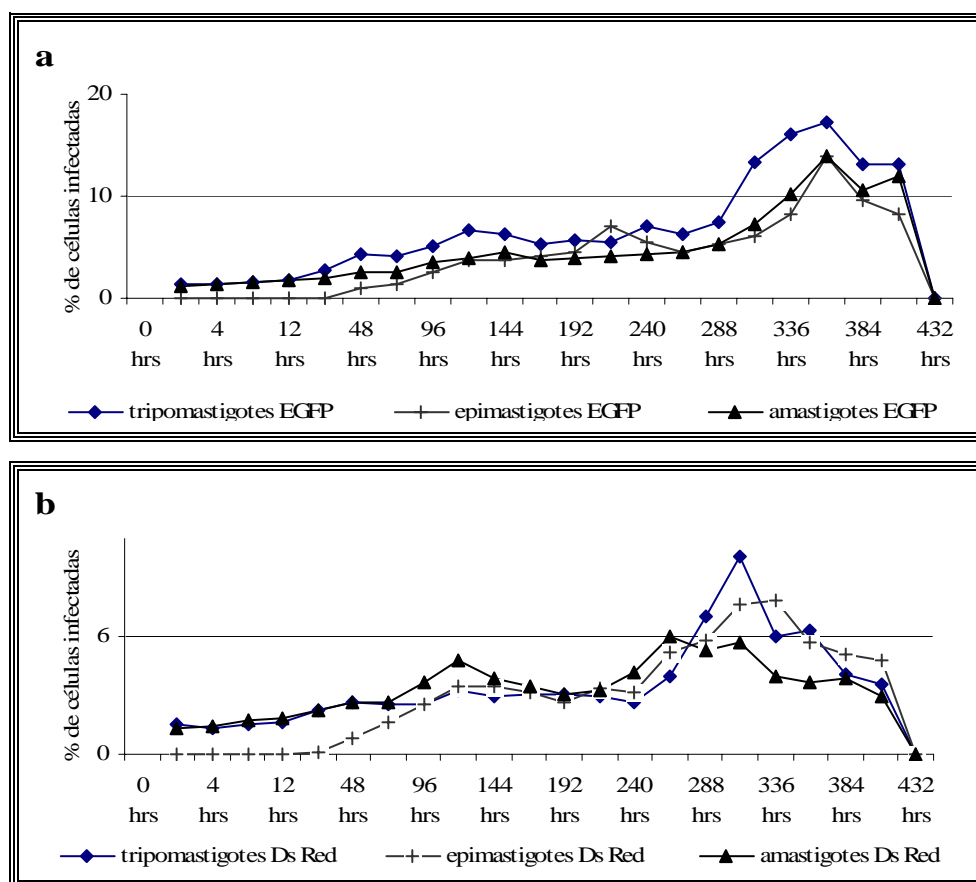 a
20
10
0
% de células infectadas
0 4 12 48 96 144 192 240 288 336 384 432
hrs hrs hrs hrs hrs hrs hrs hrs hrs hrs hrs hrs
tripomastigotes EGFP epimastigotes EGFP amastigotes EGFP
b
6
0
% de células infectadas
0 4 12 48 96 144 192 240 288 336 384 432
hrs hrs hrs hrs hrs hrs hrs hrs hrs hrs hrs hrs
tripomastigotes Ds Red epimastigotes Ds Red amastigotes Ds Red